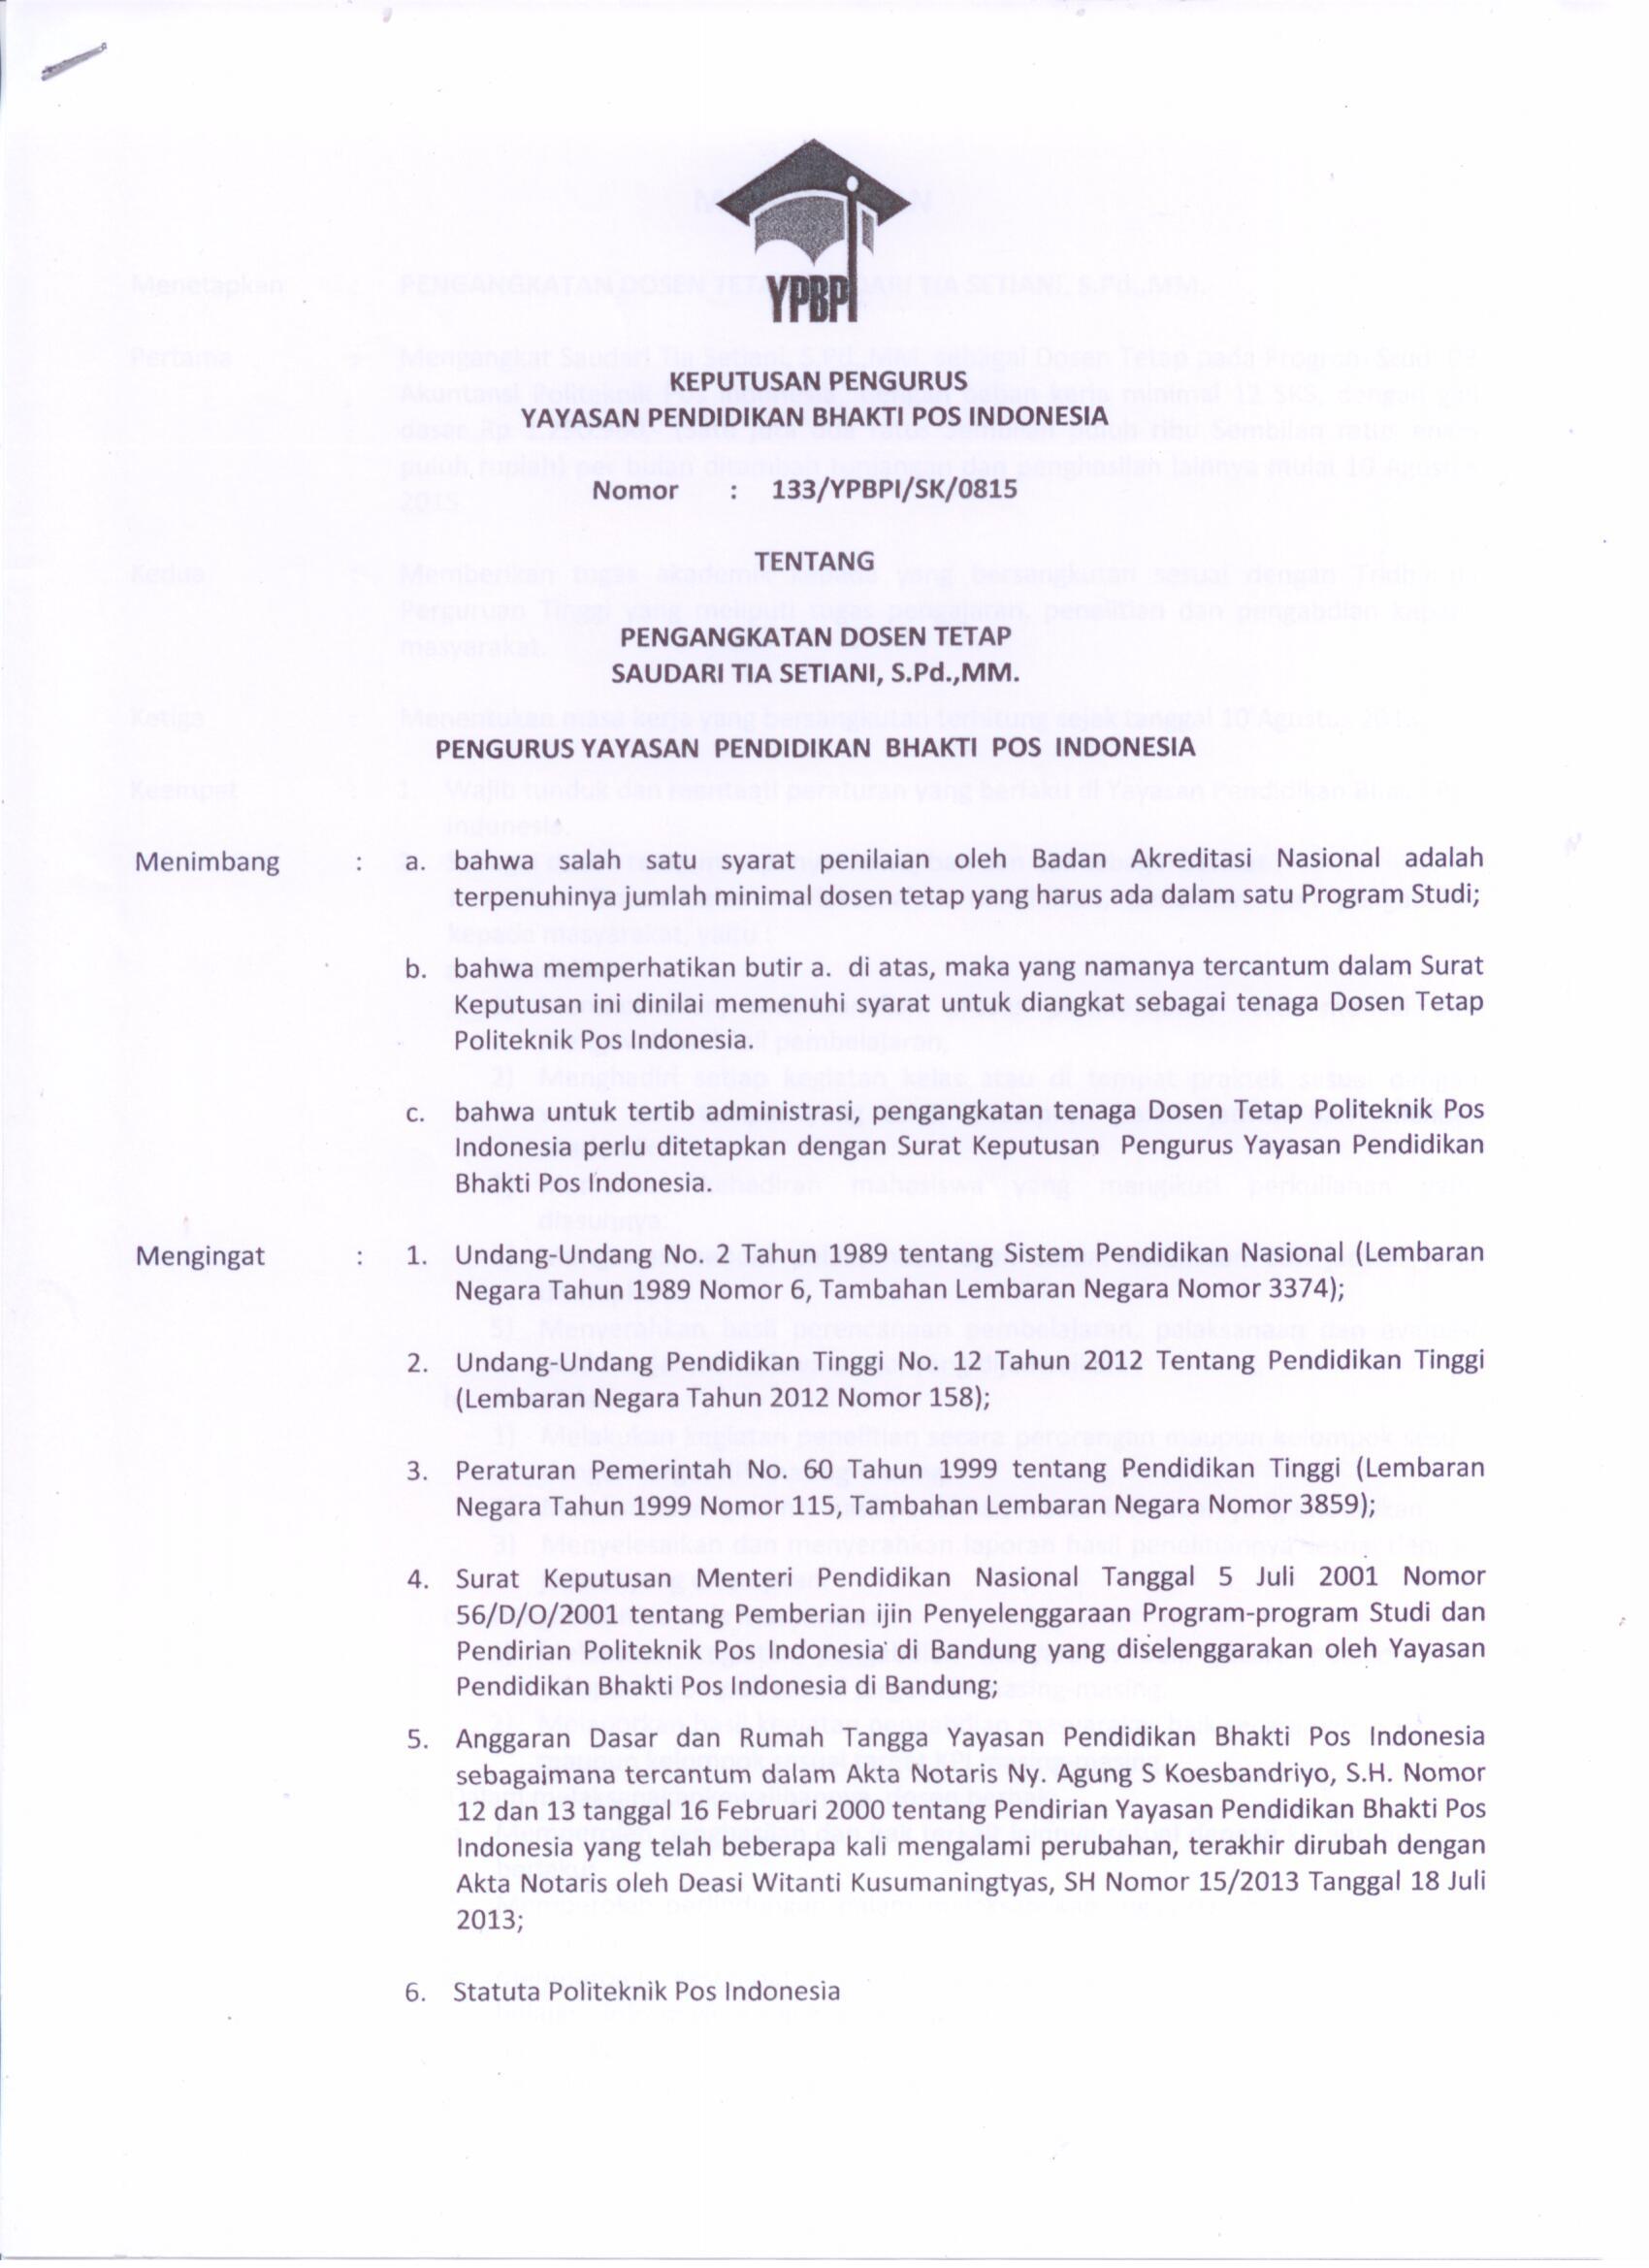 YPBPI
KEPUTUSAN PENGURUS
YAYASAN PENDIDIKAN BHAKTI POS INDONESIA
Nomor : 133/YPBPI/SK/0815
TENTANG
PENGANGKATAN DOSEN TETAP
SAUDARI TIA SETIANI, S.Pd.,MM.
PENGURUS YAYASAN PENDIDIKAN BHAKTI POS INDONESIA
Menimbang : a. bahwa salah satu syarat penilaian oleh Badan Akreditasi Nasional adalah
terpenuhinya jumlah minimal dosen tetap yang harus ada dalam satu Program Studi;
b. bahwa memperhatikan butir a. di atas, maka yang namanya tercantum dalam Surat
Keputusan ini dinilai memenuhi syarat untuk diangkat sebagai tenaga Dosen Tetap
Politeknik Pos Indonesia.
c. bahwa untuk tertib administrasi, pengangkatan tenaga Dosen Tetap Politeknik Pos
Indonesia perlu ditetapkan dengan Surat Keputusan Pengurus Yayasan Pendidikan
Bhakti Pos Indonesia.
Mengingat : 1. Undang-Undang No. 2 Tahun 1989 tentang Sistem Pendidikan Nasional (Lembaran
Negara Tahun 1989 Nomor 6, Tambahan Lembaran Negara Nomor 3374);
2. Undang-Undang Pendidikan Tinggi No. 12 Tahun 2012 Tentang Pendidikan Tinggi
(Lembaran Negara Tahun 2012 Nomor 158);
3. Peraturan Pemerintah No. 60 Tahun 1999 tentang Pendidikan Tinggi (Lembaran
Negara Tahun 1999 Nomor 115, Tambahan Lembaran Negara Nomor 3859);
4. Surat Keputusan Menteri Pendidikan Nasional Tanggal 5 Juli 2001 Nomor
56/D/O/2001 tentang Pemberian ijin Penyelenggaraan Program-program Studi dan
Pendirian Politeknik Pos Indonesia di Bandung yang diselenggarakan oleh Yayasan
Pendidikan Bhakti Pos Indonesia di Bandung;
5. Anggaran Dasar dan Rumah Tangga Yayasan Pendidikan Bhakti Pos Indonesia
sebagaimana tercantum dalam Akta Notaris Ny. Agung S Koesbandriyo, S.H. Nomor
12 dan 13 tanggal 16 Februari 2000 tentang Pendirian Yayasan Pendidikan Bhakti Pos
Indonesia yang telah beberapa kali mengalami perubahan, terakhir dirubah dengan
Akta Notaris oleh Deasi Witanti Kusumaningtyas, SH Nomor 15/2013 Tanggal 18 Juli
2013;
6. Statuta Politeknik Pos Indonesia